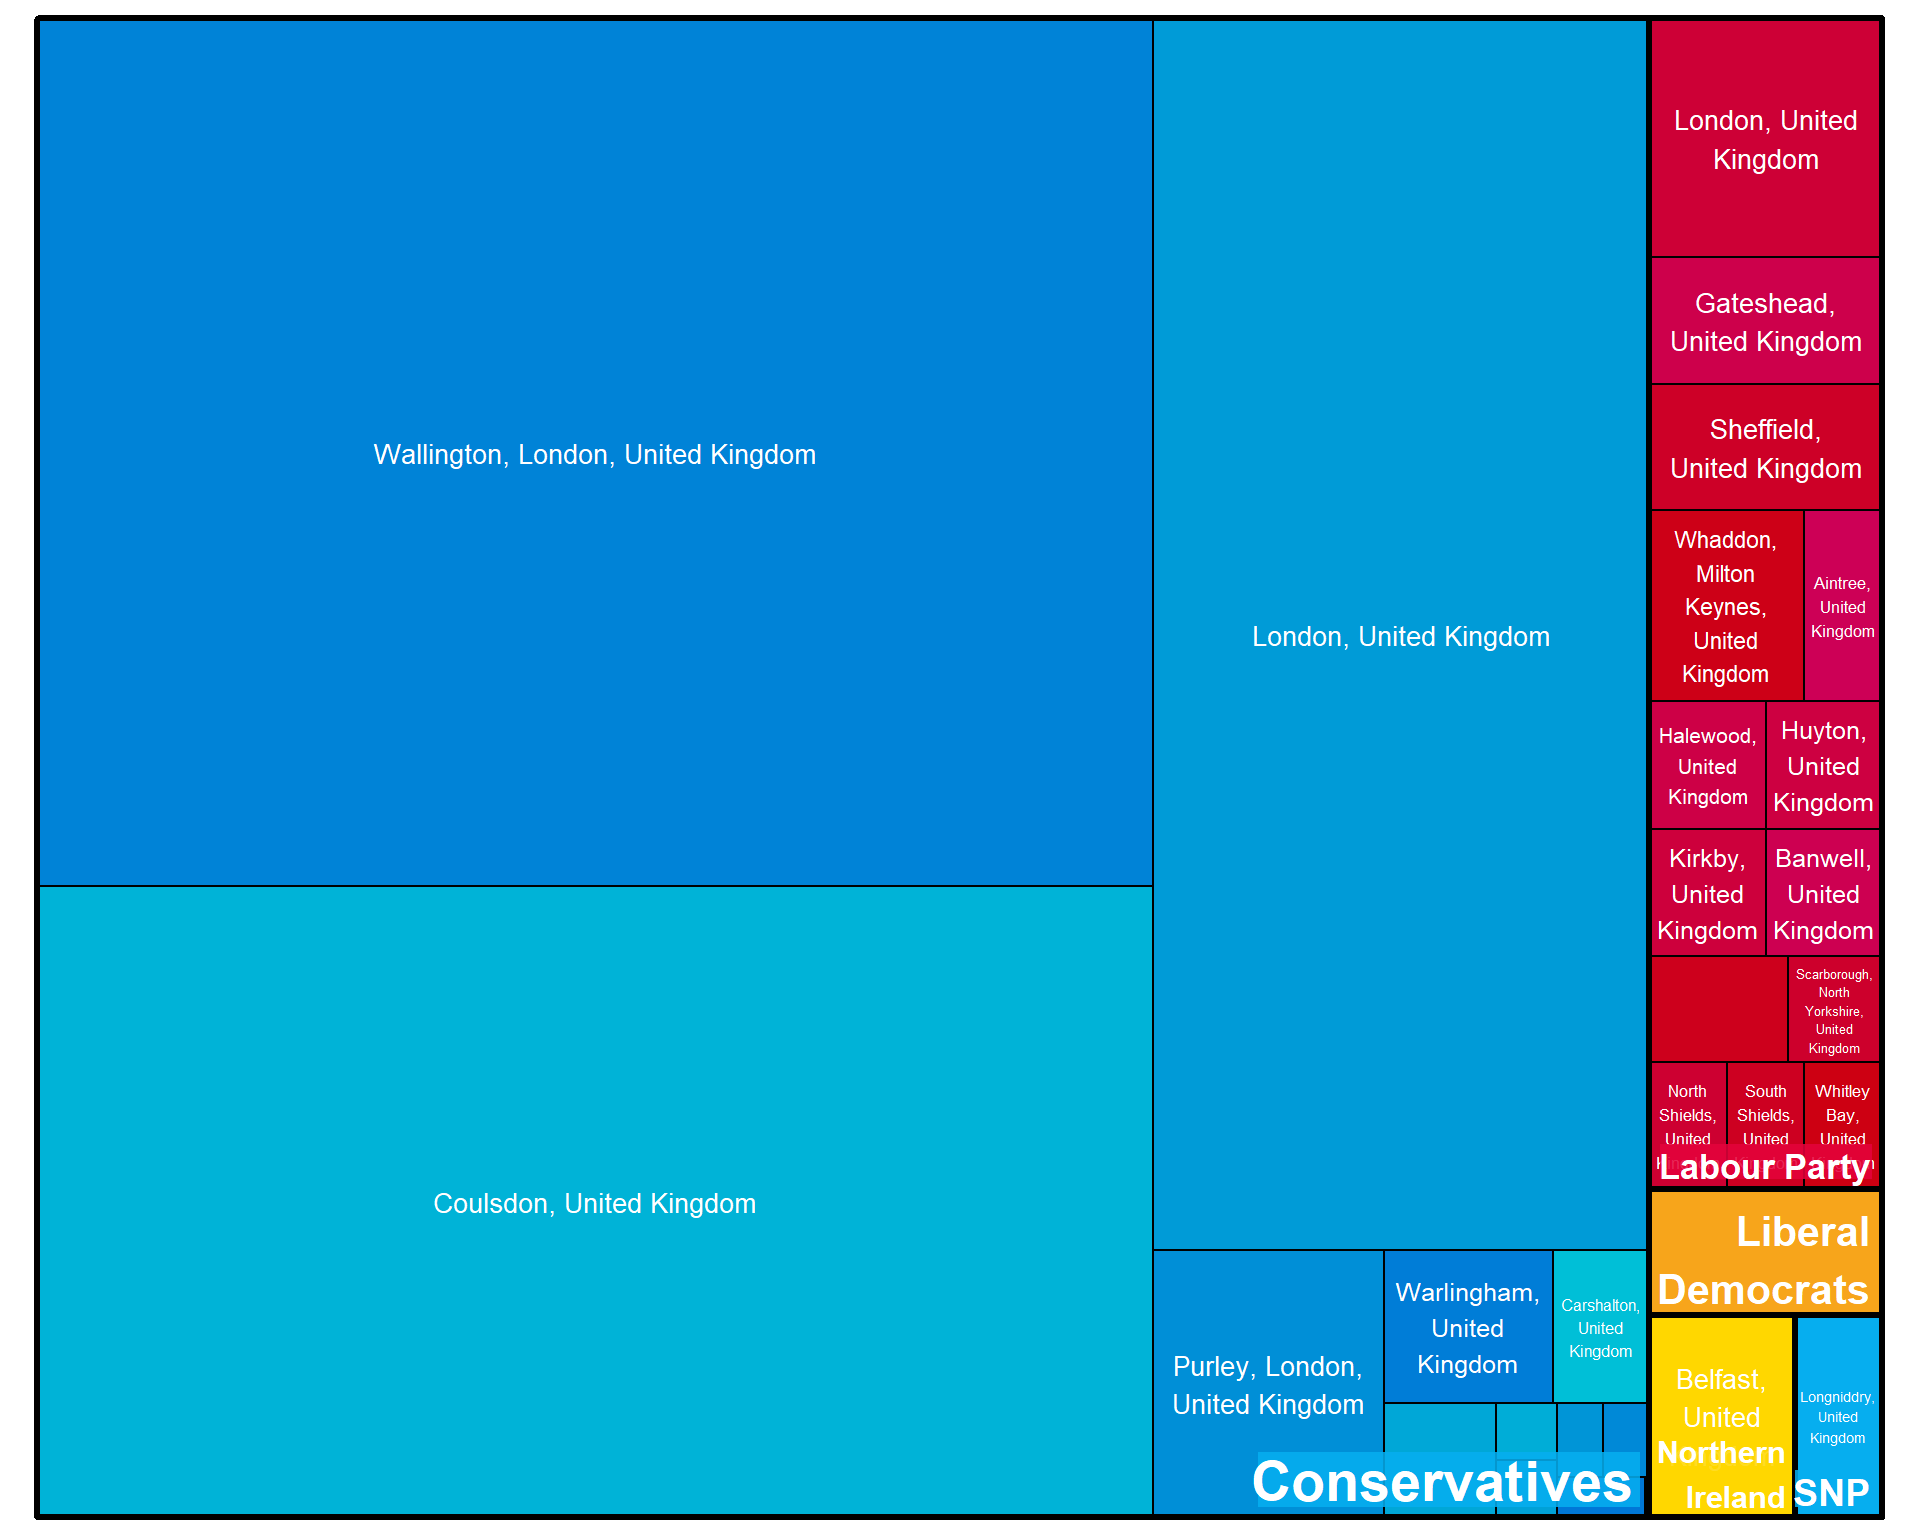 Wallington, London, United Kingdom
Coulsdon, United Kingdom
London, United Kingdom
Purley, London,
United Kingdom
Warlingham,
United
Kingdom
Carshalton,
United
Kingdom
Conservatives
London, United
Kingdom
Gateshead,
United Kingdom
Sheffield,
United Kingdom
Whaddon,
Milton
Keynes,
United
Kingdom
Aintree,
United
Kingdom
Halewood,
United
Kingdom
Huyton,
United
Kingdom
Kirkby,
United
Kingdom
Banwell,
United
Kingdom
Scarborough,
North
Yorkshire,
United
Kingdom
North
Shields,
United
South
Shields,
United
Whitley
Bay,
United
Labour Party
Liberal
Democrats
Belfast,
United
Northern
Ireland
Longniddry,
United
Kingdom
SNP